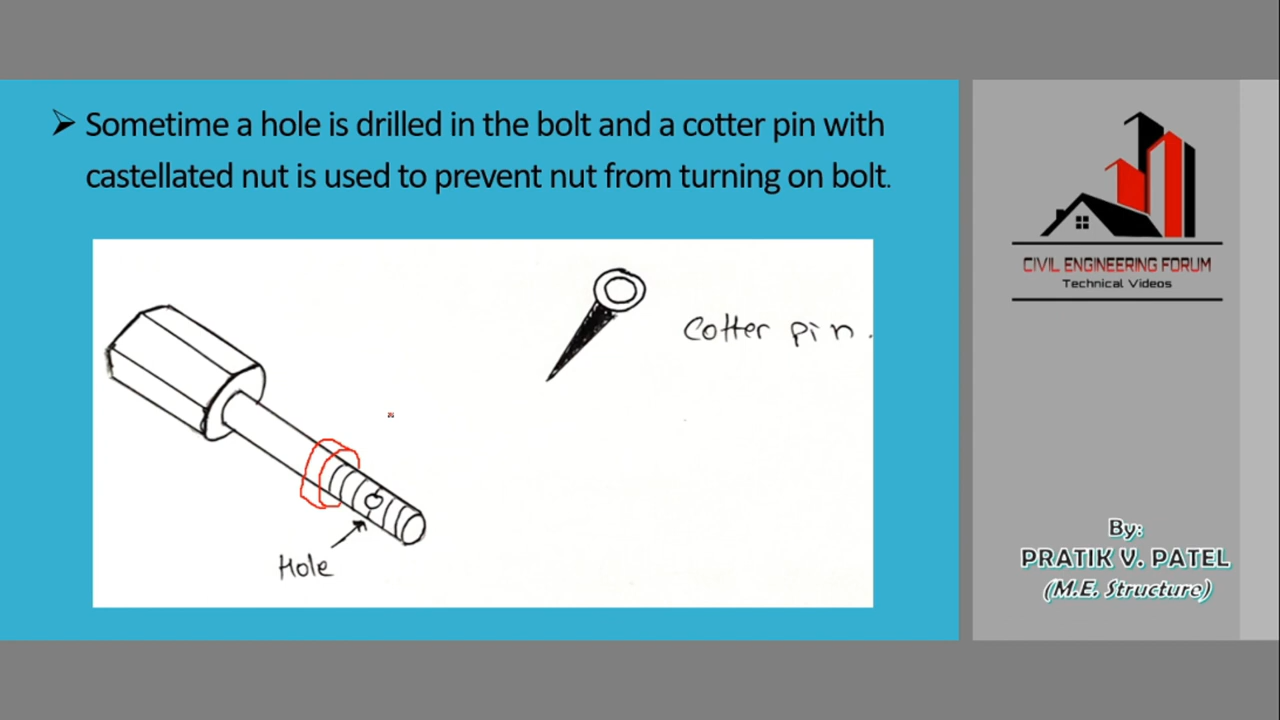 Sometime a hole is drilled in the bolt and a cotter pin with
castellated nut is used to prevent nut from turning on bolt.
Cotter pin.
Hole
CIVIL ENGINEERING FORUM
Technical Videos
By:
PRATIK V. PATEL
(M.E. Structure)